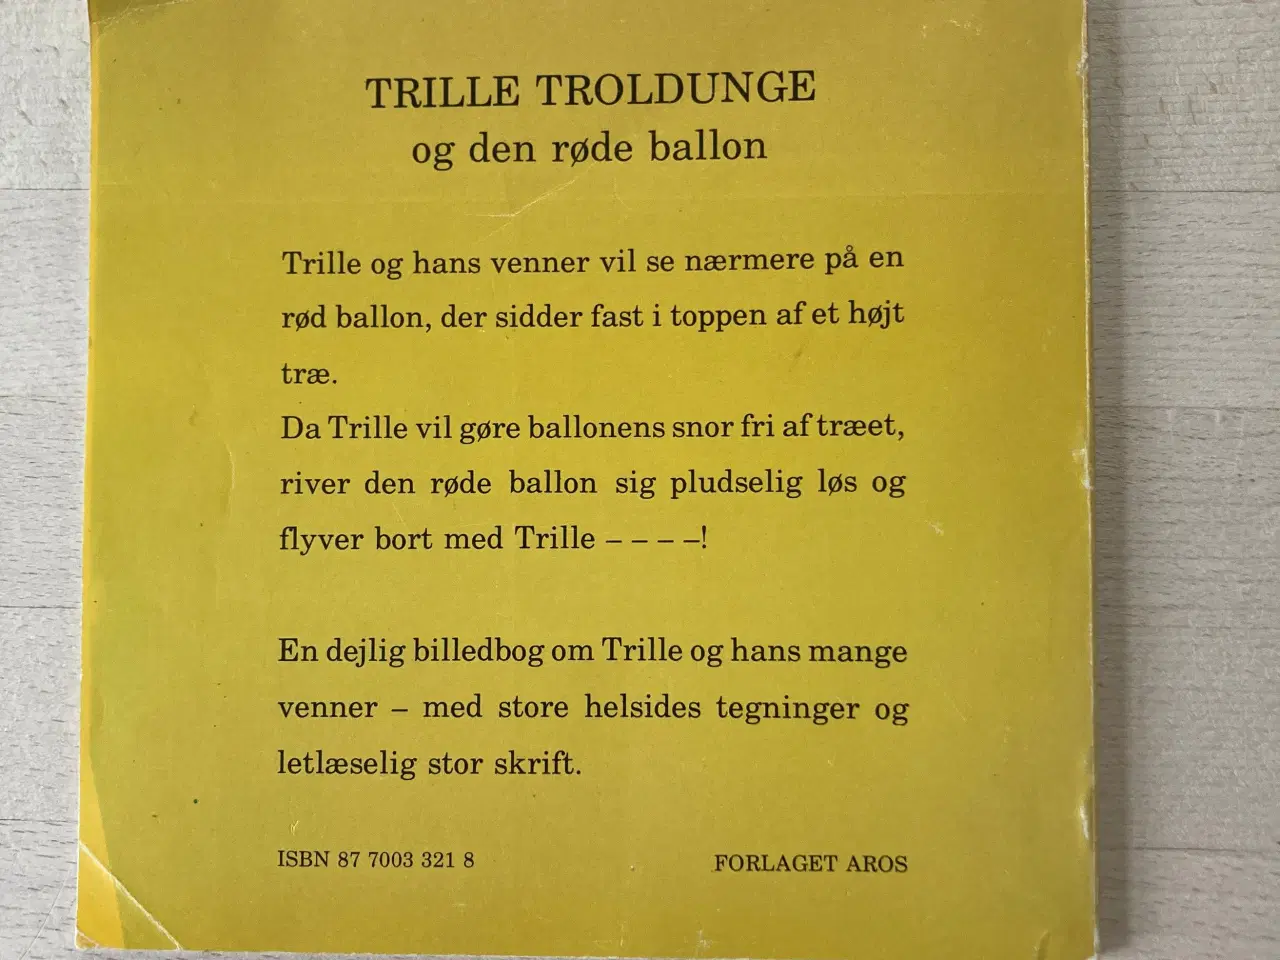 TRILLE TROLDUNGE
og den røde ballon
Trille og hans venner vil se nærmere på en
rød ballon, der sidder fast i toppen af et højt
træ.
Da Trille vil gøre ballonens snor fri af træet,
river den røde ballon sig pludselig løs og
flyver bort med Trille – – – –!
En dejlig billedbog om Trille og hans mange
venner – med store helsides tegninger og
letlæselig stor skrift.
ISBN 87 7003 321 8
FORLAGET AROS